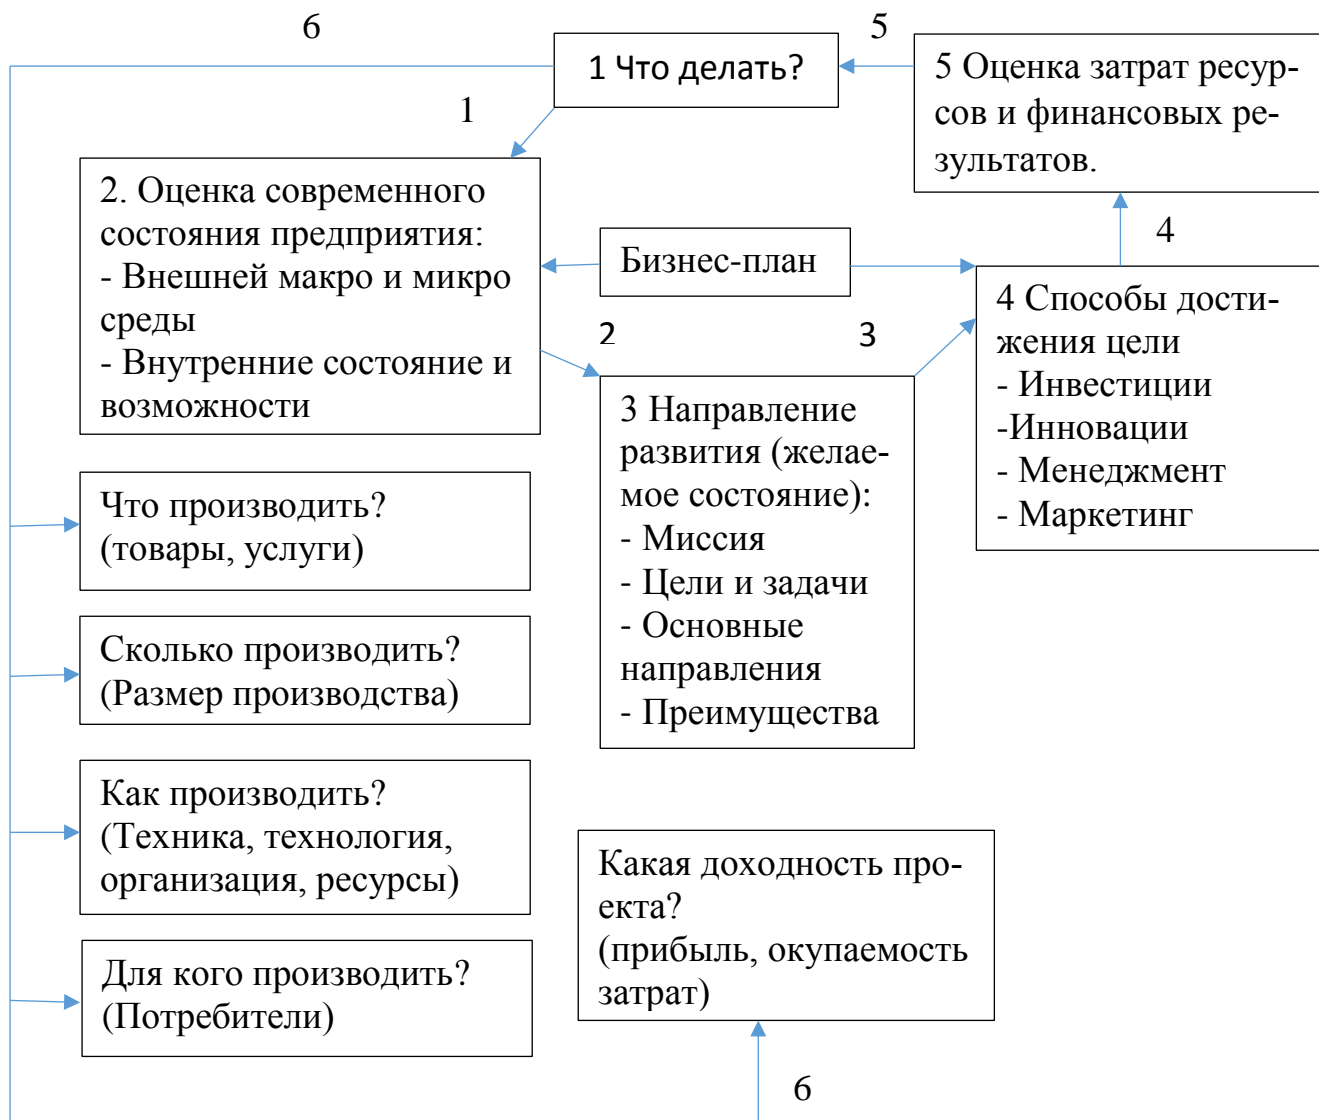 6
1 Что делать?
5
5 Оценка затрат ресур-
сов и финансовых ре-
зультатов.
1
2. Оценка современного
состояния предприятия:
- Внешней макро и микро
среды
- Внутренние состояние и
возможности
Бизнес-план
4
2
3
4 Способы дости-
жения цели
- Инвестиции
-Инновации
- Менеджмент
- Маркетинг
3 Направление
развития (желае-
мое состояние):
- Миссия
- Цели и задачи
- Основные
направления
- Преимущества
Что производить?
(товары, услуги)
Сколько производить?
(Размер производства)
Как производить?
(Техника, технология,
организация, ресурсы)
Для кого производить?
(Потребители)
Какая доходность про-
екта?
(прибыль, окупаемость
затрат)
6